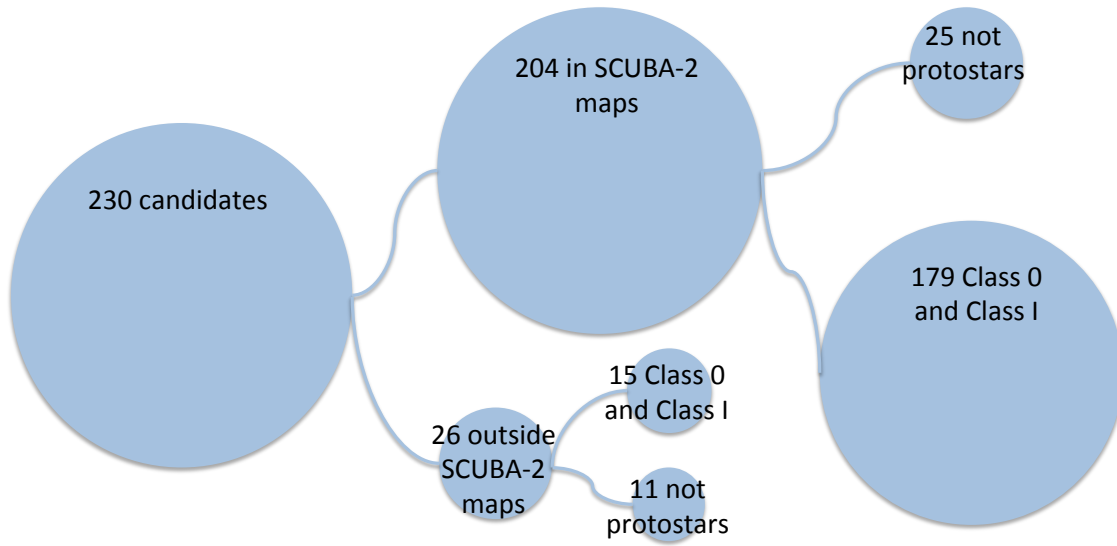 230 candidates
204 in SCUBA-2
maps
25 not
protostars
179 Class 0
and Class I
26 outside
SCUBA-2
maps
15 Class 0
and Class I
11 not
protostars